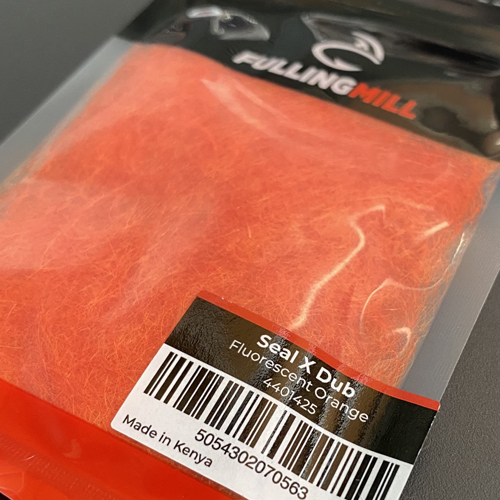 FULLINGMILL
Seal X Dub
Fluorescent Orange
4401425
5054302070563
Made in Kenya